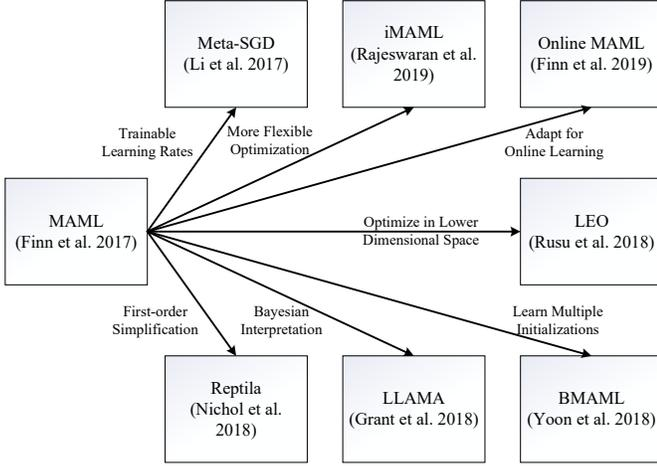 Meta-SGD
(Li et al. 2017)
iMAML
(Rajeswaran et al.
2019)
Online MAML
(Finn et al. 2019)
Trainable
Learning Rates
More Flexible
Optimization
Adapt for
Online Learning
MAML
(Finn et al. 2017)
Optimize in Lower
Dimensional Space
LEO
(Rusu et al. 2018)
First-order
Simplification
Bayesian
Interpretation
Learn Multiple
Initializations
Reptila
(Nichol et al.
2018)
LLAMA
(Grant et al. 2018)
BMAML
(Yoon et al. 2018)